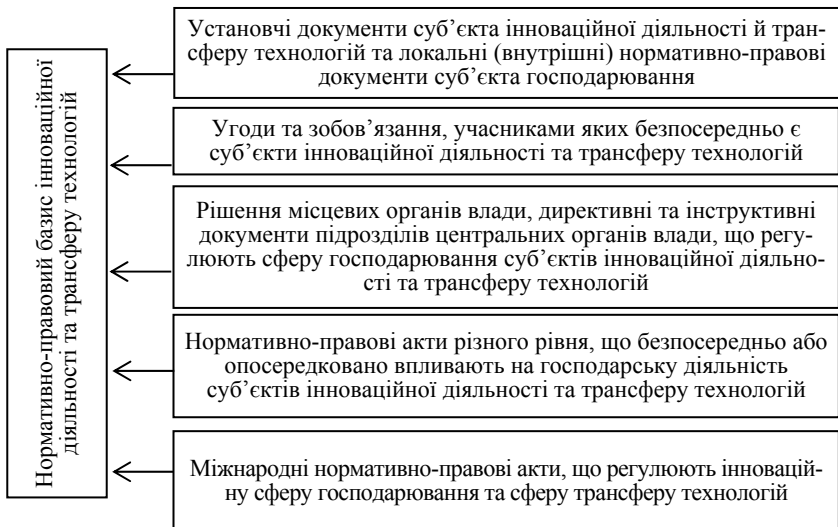 Нормативно-правовий базис інноваційної
діяльності та трансферу технологій
Установчі документи суб’єкта інноваційної діяльності й тран-
сферу технологій та локальні (внутрішні) нормативно-правові
документи суб’єкта господарювання
Угоди та зобов’язання, учасниками яких безпосередньо є
суб’єкти інноваційної діяльності та трансферу технологій
Рішення місцевих органів влади, директивні та інструктивні
документи підрозділів центральних органів влади, що регу-
люють сферу господарювання суб’єктів інноваційної діяльно-
сті та трансферу технологій
Нормативно-правові акти різного рівня, що безпосередньо або
опосередковано впливають на господарську діяльність
суб’єктів інноваційної діяльності та трансферу технологій
Міжнародні нормативно-правові акти, що регулюють інновацій-
ну сферу господарювання та сферу трансферу технологій